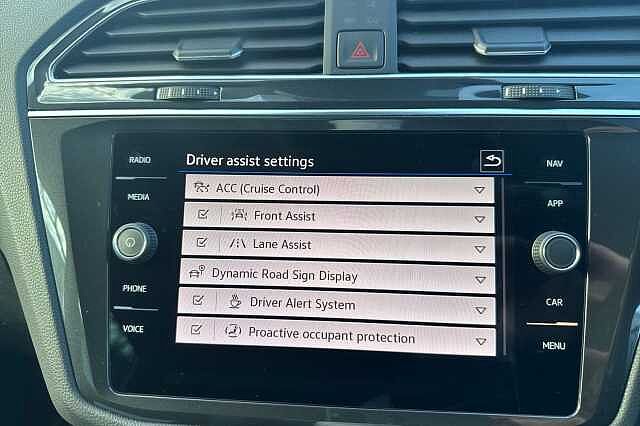 Driver assist settings
RADIO
MEDIA
PHONE
VOICE
ACC (Cruise Control)
Front Assist
Lane Assist
Dynamic Road Sign Display
Driver Alert System
Proactive occupant protection
NAV
APP
CAR
MENU